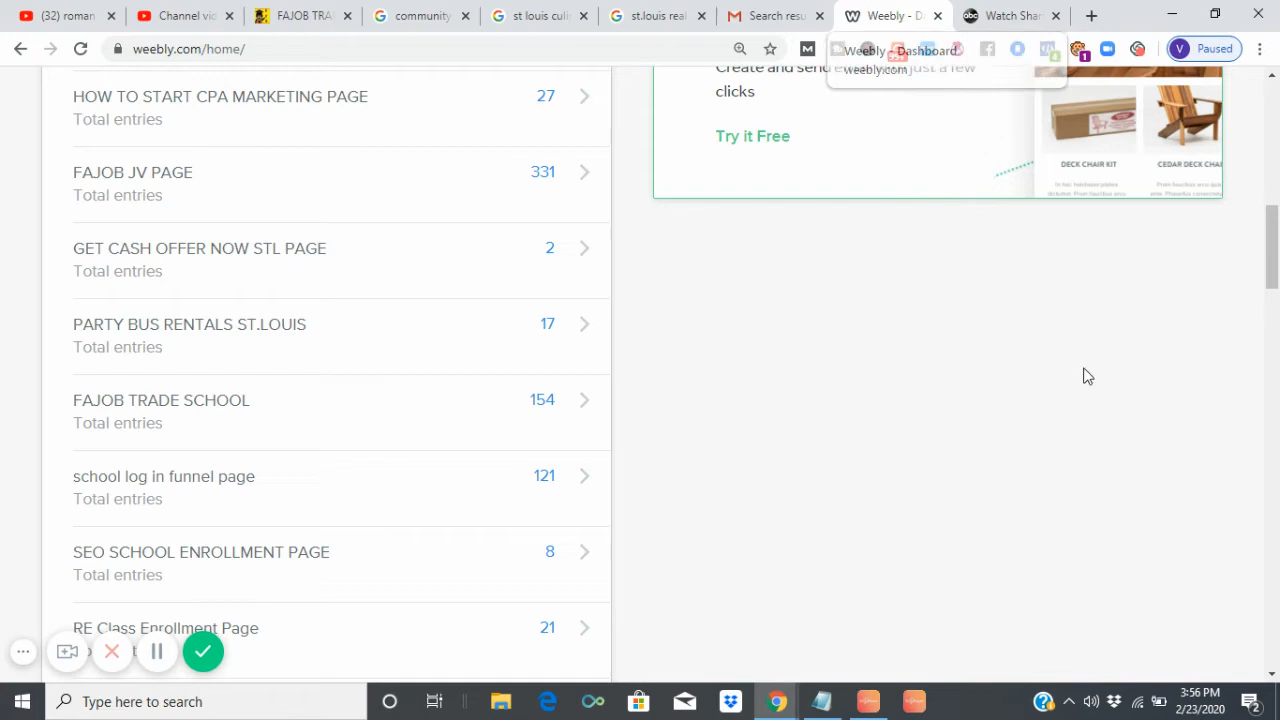 (32) roman
Channel vi
FAJOB TRA
community
st louis culi
st.louis real
Search resu
Weebly - D
Watch Shar
weebly.com/home/
Paused
Weebly - Dashboard
weebly.com
HOW TO START CPA MARKETING PAGE
27
Total entries
FAJOB JV PAGE
331
Total entries
GET CASH OFFER NOW STL PAGE
2
Total entries
PARTY BUS RENTALS ST.LOUIS
17
Total entries
FAJOB TRADE SCHOOL
154
Total entries
school log in funnel page
121
Total entries
SEO SCHOOL ENROLLMENT PAGE
8
Total entries
RE Class Enrollment Page
21
Create and send just a few
clicks
Try it Free
DECK CHAIR KIT
CEDAR DECK CHAI
Type here to search
3:56 PM
2/23/2020